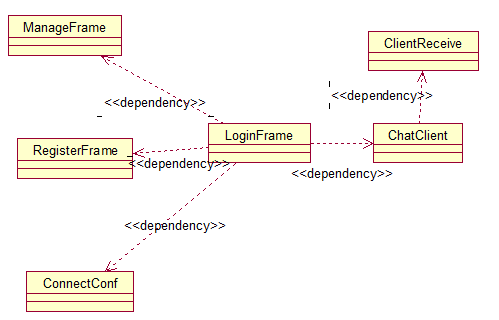 ManageFrame
ClientReceive
<<dependency>>
<<dependency>>
LoginFrame
ChatClient
RegisterFrame
<<dependency>>
<<dependency>>
<<dependency>>
ConnectConf